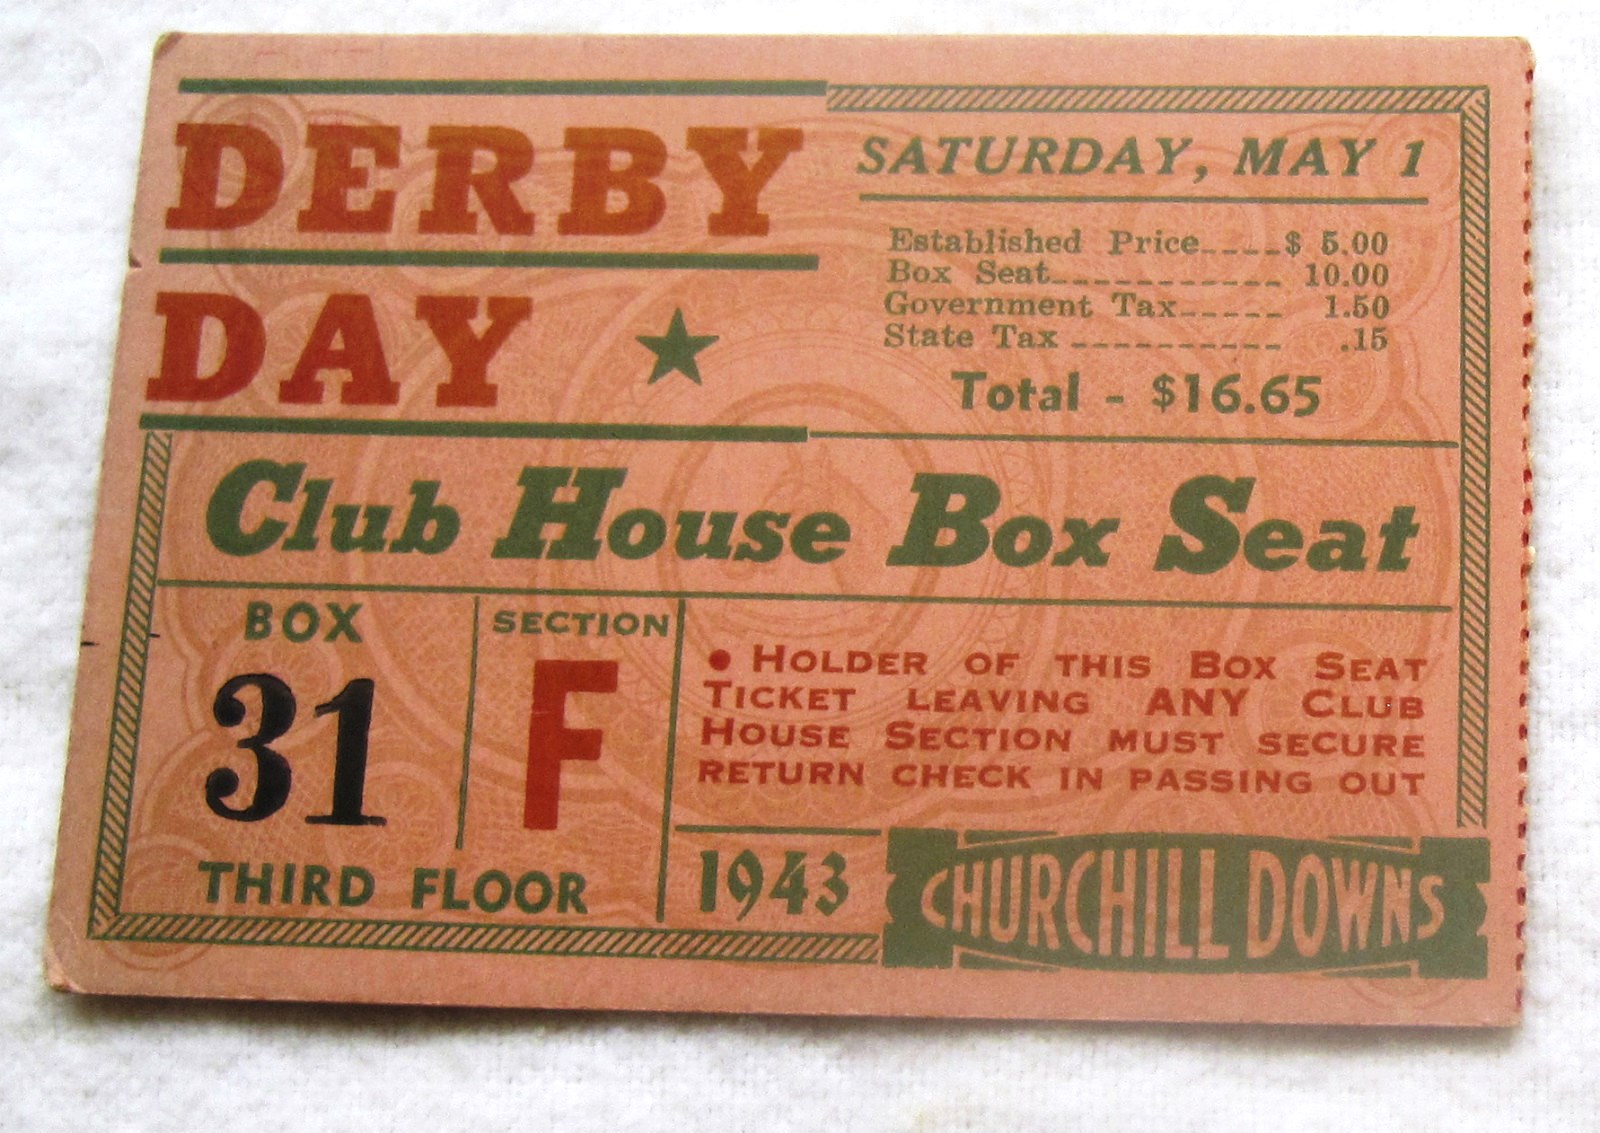 DERBY
DAY ★
SATURDAY, MAY 1
Established Price----$ 5.00
Box Seat------------ 10.00
Government Tax----- 1.50
State Tax ---------- .15
Total - $16.65
Club House Box Seat
BOX
31
SECTION
F
THIRD FLOOR
• HOLDER OF THIS BOX SEAT
TICKET LEAVING ANY CLUB
HOUSE SECTION MUST SECURE
RETURN CHECK IN PASSING OUT
1943
CHURCHILL DOWNS